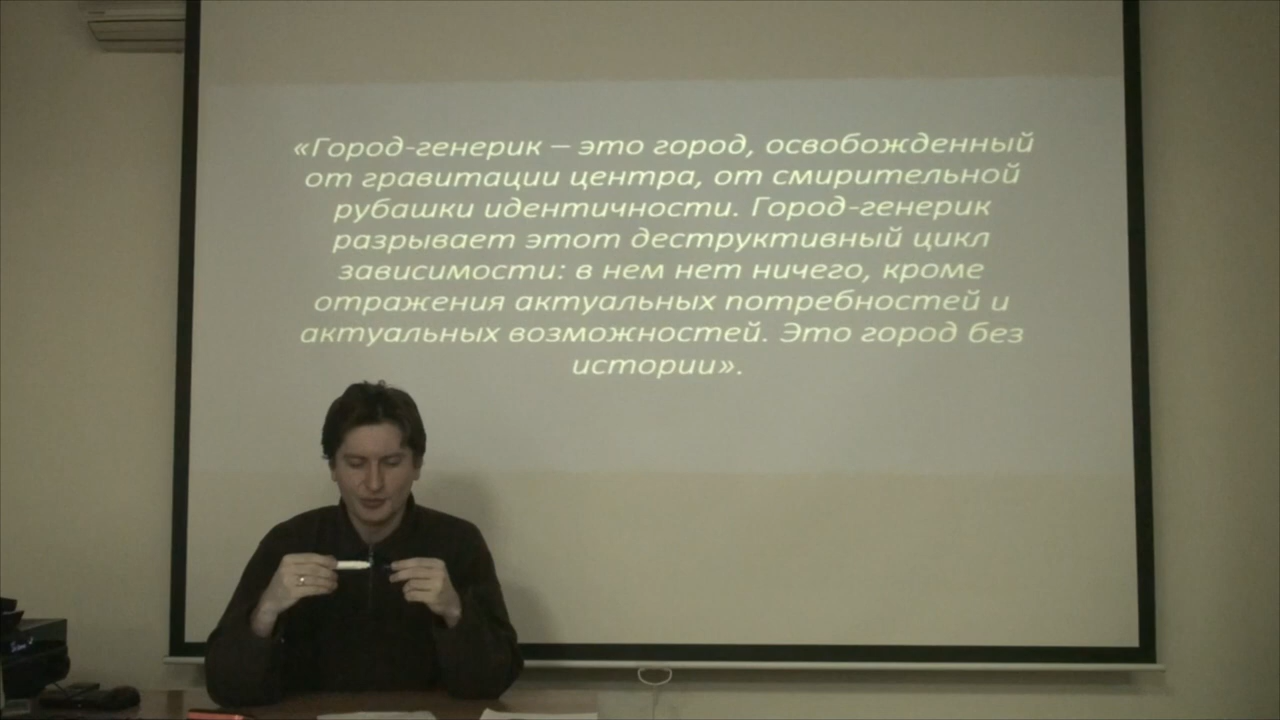 «Город-генерик – это город, освобожденный
от гравитации центра, от смирительной
рубашки идентичности. Город-генерик
разрывает этот деструктивный цикл
зависимости: в нем нет ничего, кроме
отражения актуальных потребностей и
актуальных возможностей. Это город без
истории».